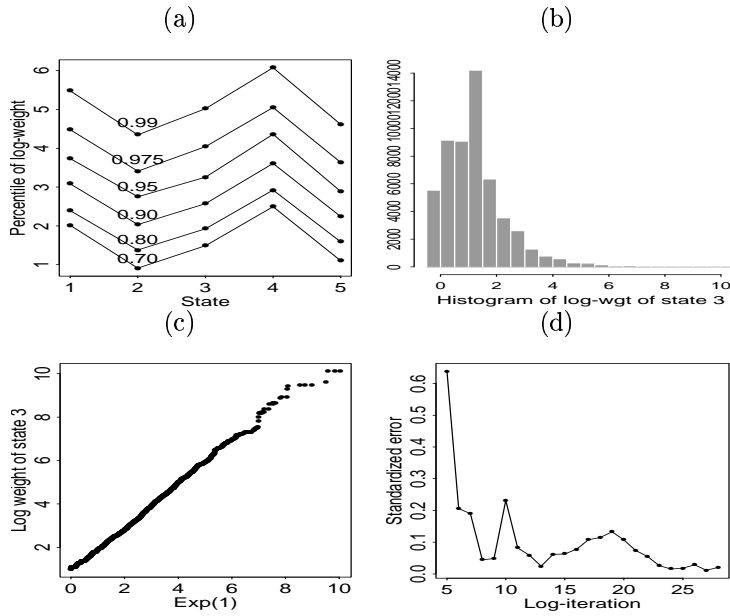 (a)
(b)
Percentile of log-weight
1 2 3 4 5 6
0.99
0.975
0.95
0.90
0.80
0.70
1 2 3 4 5
State
0 2000 4000 6000 8000 10000 12000 14000
0 2 4 6 8 10
Histogram of log-wgt of state 3
(c)
(d)
Log weight of state 3
2 4 6 8 10
0 2 4 6 8 10
Exp(1)
Standardized error
0.0 0.1 0.2 0.3 0.4 0.5 0.6
5 10 15 20 25
Log-iteration